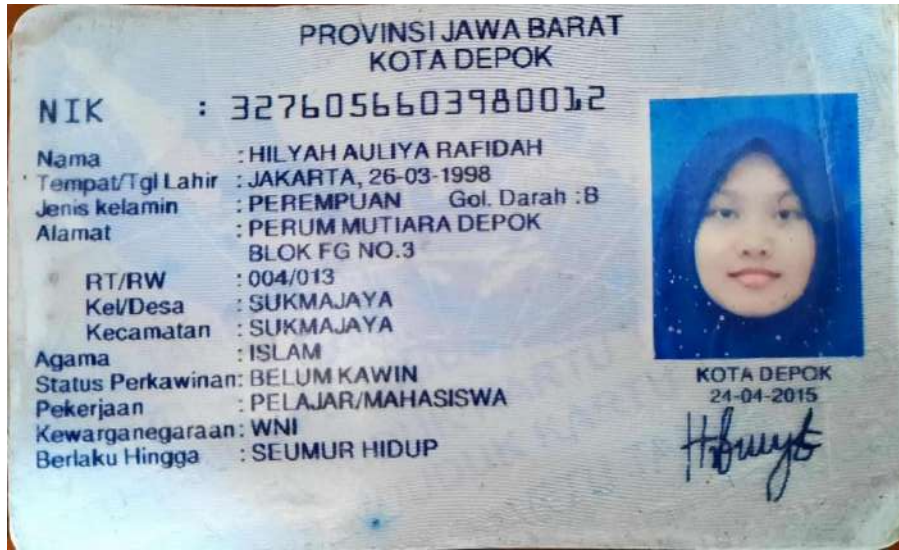 PROVINSI JAWA BARAT
KOTA DEPOK
NIK : 3276056603980012
Nama : HILYAH AULIYA RAFIDAH
Tempat/Tgl Lahir : JAKARTA, 26-03-1998
Jenis kelamin : PEREMPUAN Gol. Darah : B
Alamat : PERUM MUTIARA DEPOK
BLOK FG NO.3
RT/RW : 004/013
Kel/Desa : SUKMAJAYA
Kecamatan : SUKMAJAYA
Agama : ISLAM
Status Perkawinan: BELUM KAWIN
Pekerjaan : PELAJAR/MAHASISWA
Kewarganegaraan: WNI
Berlaku Hingga : SEUMUR HIDUP
KOTA DEPOK
24-04-2015